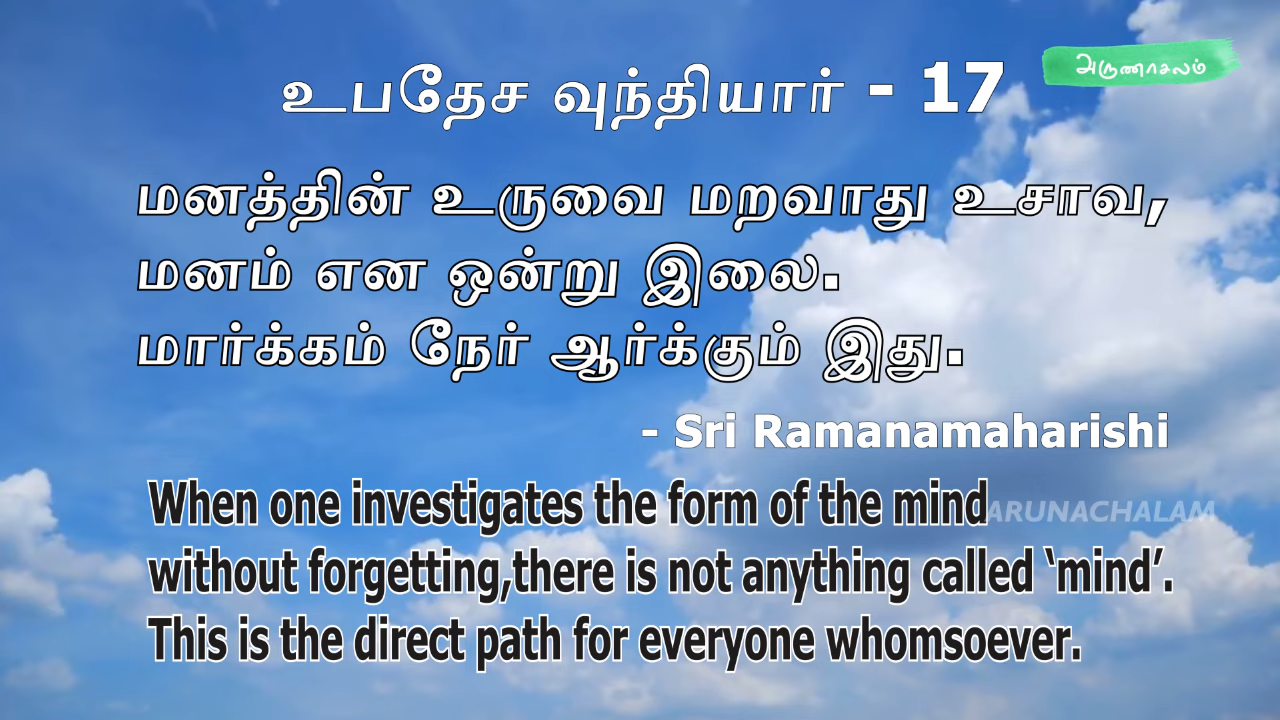 உபதேச வுந்தியார் - 17
அருணாசலம்
மனத்தின் உருவை மறவாது உசாவ,
மனம் என ஒன்று இலை.
மார்க்கம் நேர் ஆர்க்கும் இது.
- Sri Ramanamaharishi
When one investigates the form of the mind
ARUNACHALAM
without forgetting,there is not anything called ‘mind’.
This is the direct path for everyone whomsoever.